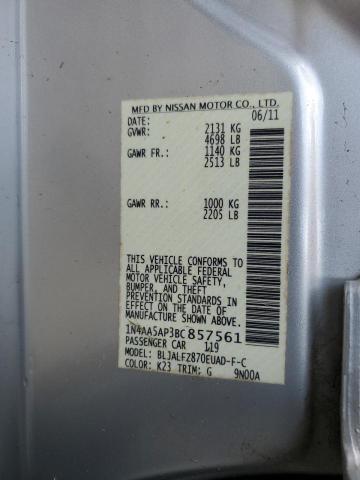 MFD BY NISSAN MOTOR CO., LTD.
DATE: 06/11
GVWR: 2131 KG
4698 LB
GAWR FR.: 1140 KG
2513 LB
GAWR RR.: 1000 KG
2205 LB
THIS VEHICLE CONFORMS TO
ALL APPLICABLE FEDERAL
MOTOR VEHICLE SAFETY,
BUMPER, AND THEFT
PREVENTION STANDARDS IN
EFFECT ON THE DATE OF
MANUFACTURE SHOWN ABOVE.
1N4AA5AP3BC857561
PASSENGER CAR 119
MODEL: BLJALFZ870EUAD-F-C
COLOR: K23 TRIM: G 9N00A